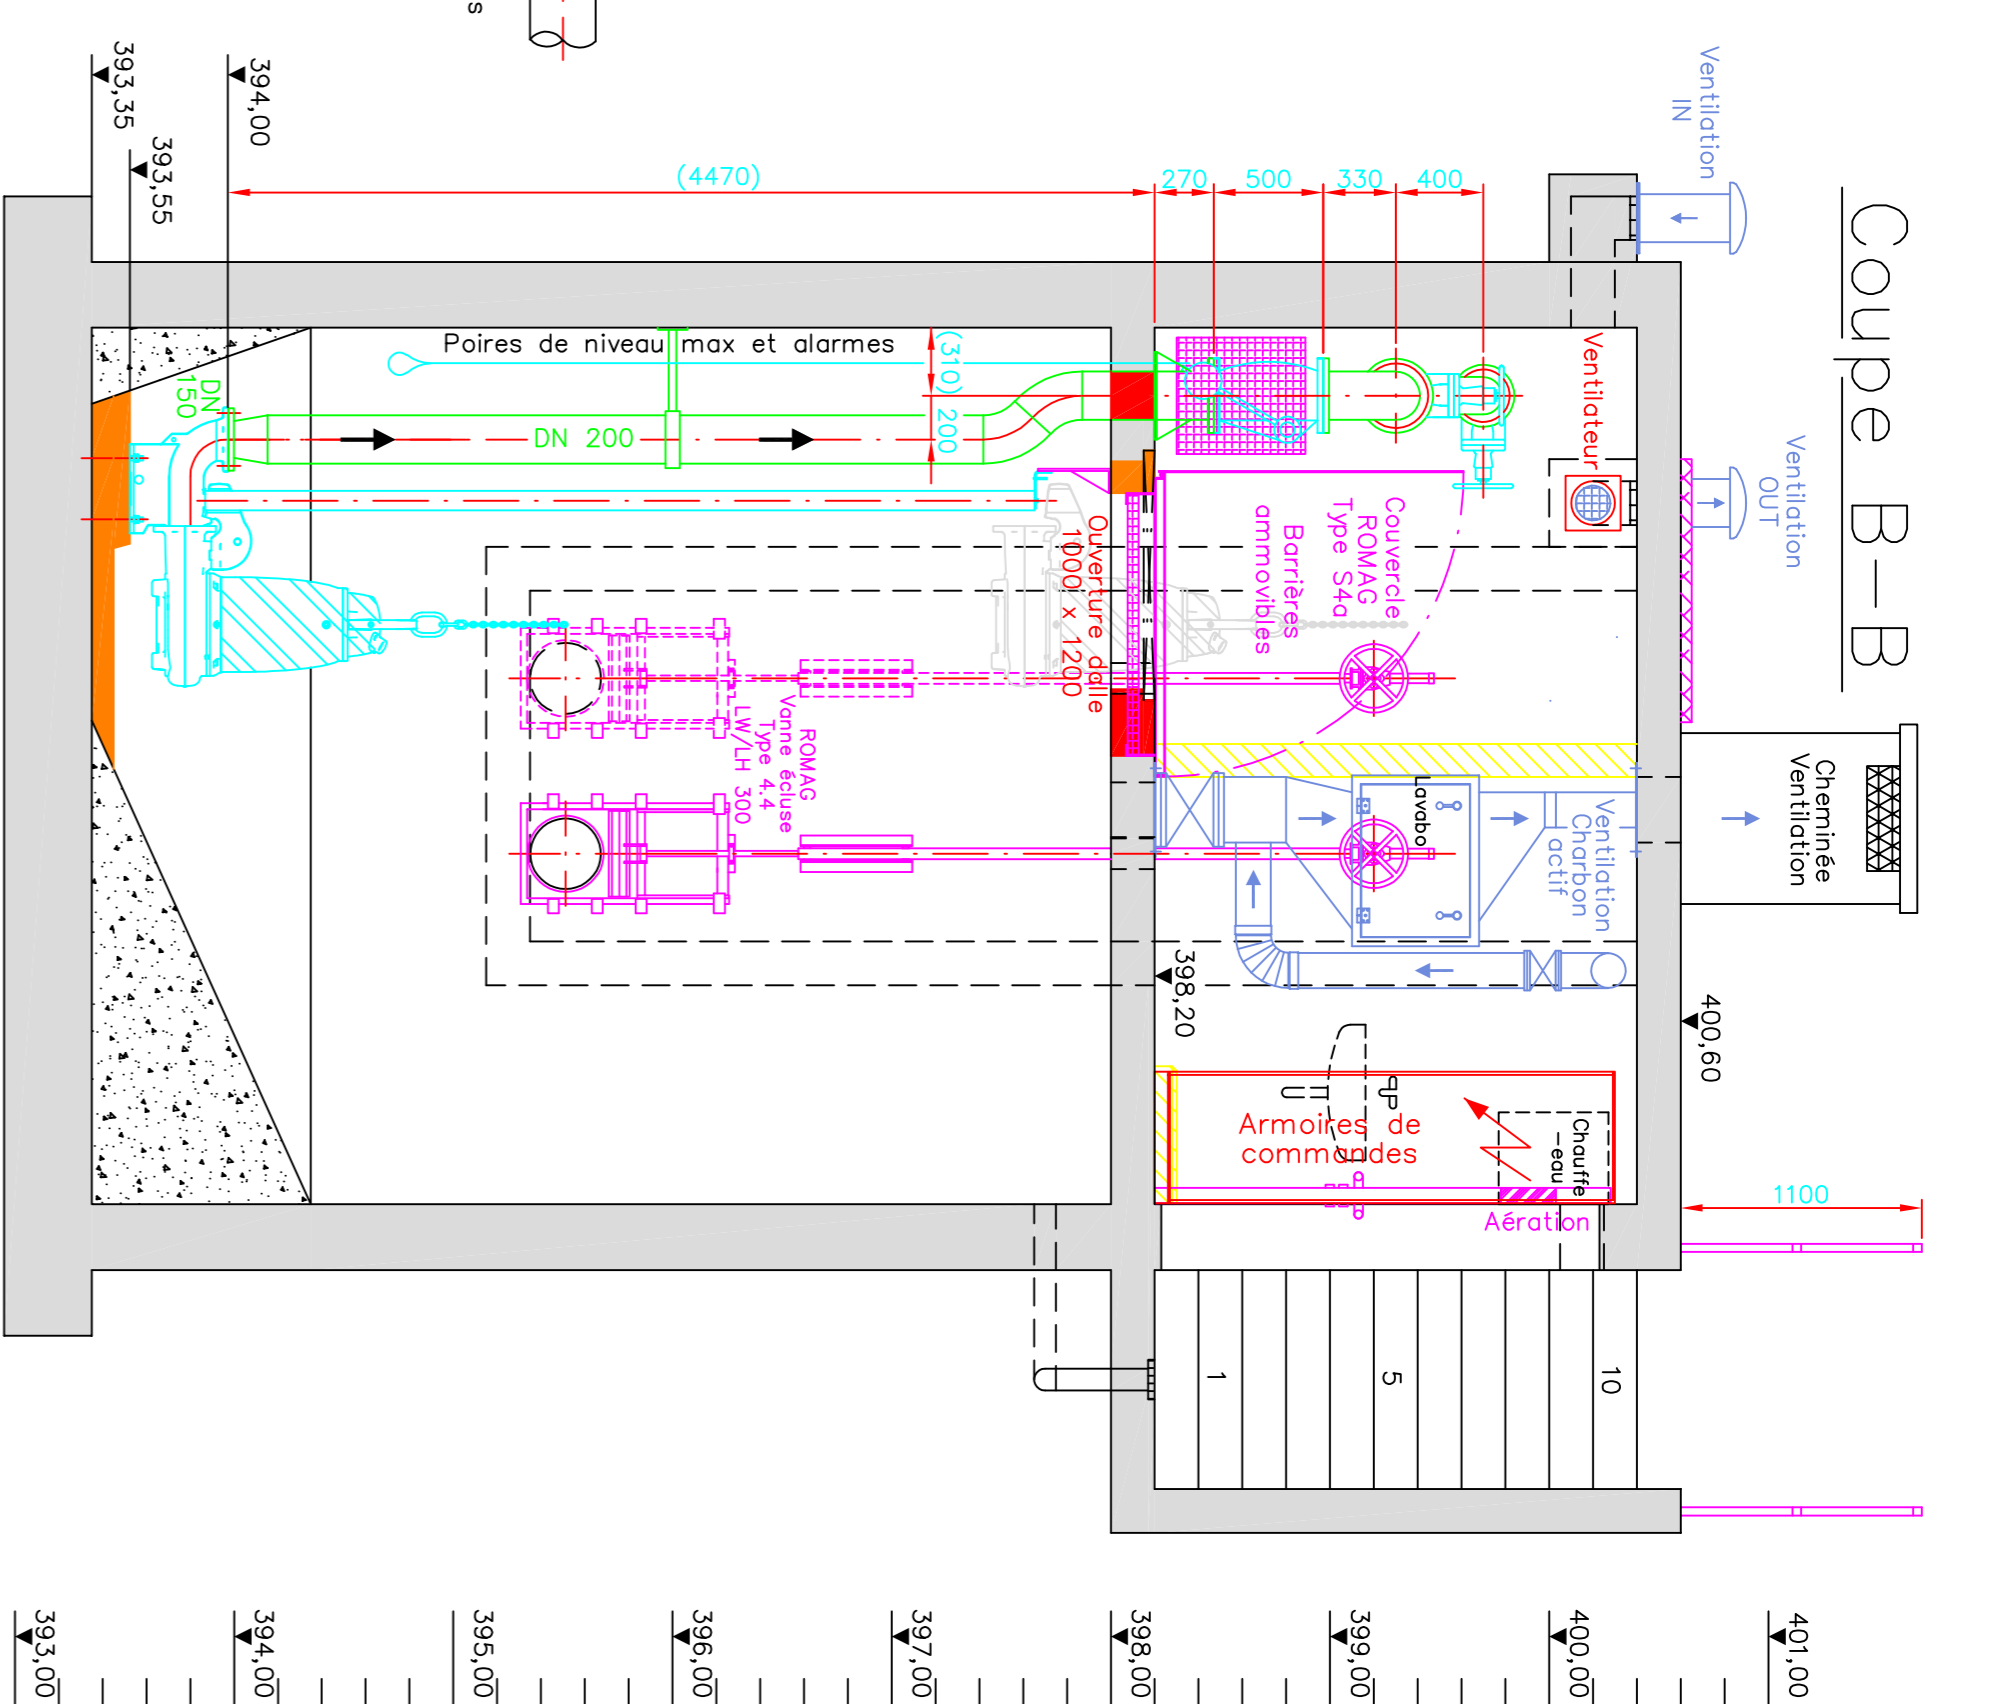 Coupe B-B
Ventilation
IN
Ventilation
OUT
Cheminée
Ventilation
400,60
1100
Ventilateur
Couvercle
ROMAG
Type S4a
Barrières
ammovibles
Ventilation
Charbon
actif
Lavabo
398,20
Chauffe
-eau
Armoires de
commandes
Aération
10
5
1
400
330
500
270
(4470)
(310)
200
Ouverture dalle
1000 x 1200
Poires de niveau max et alarmes
DN 200
DN
150
ROMAG
Vanne écluse
Type 4.4
LW/LH 300
394,00
393,55
393,35
s
401,00
400,00
399,00
398,00
397,00
396,00
395,00
394,00
393,00